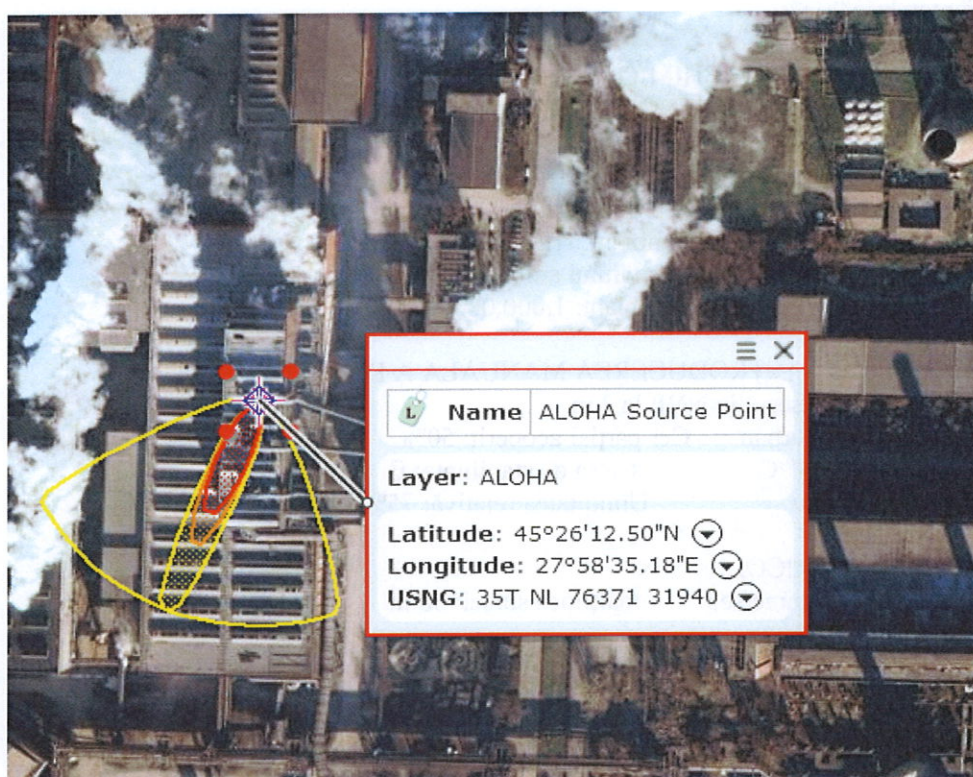 L Name ALOHA Source Point
Layer: ALOHA
Latitude: 45°26'12.50"N
Longitude: 27°58'35.18"E
USNG: 35T NL 76371 31940